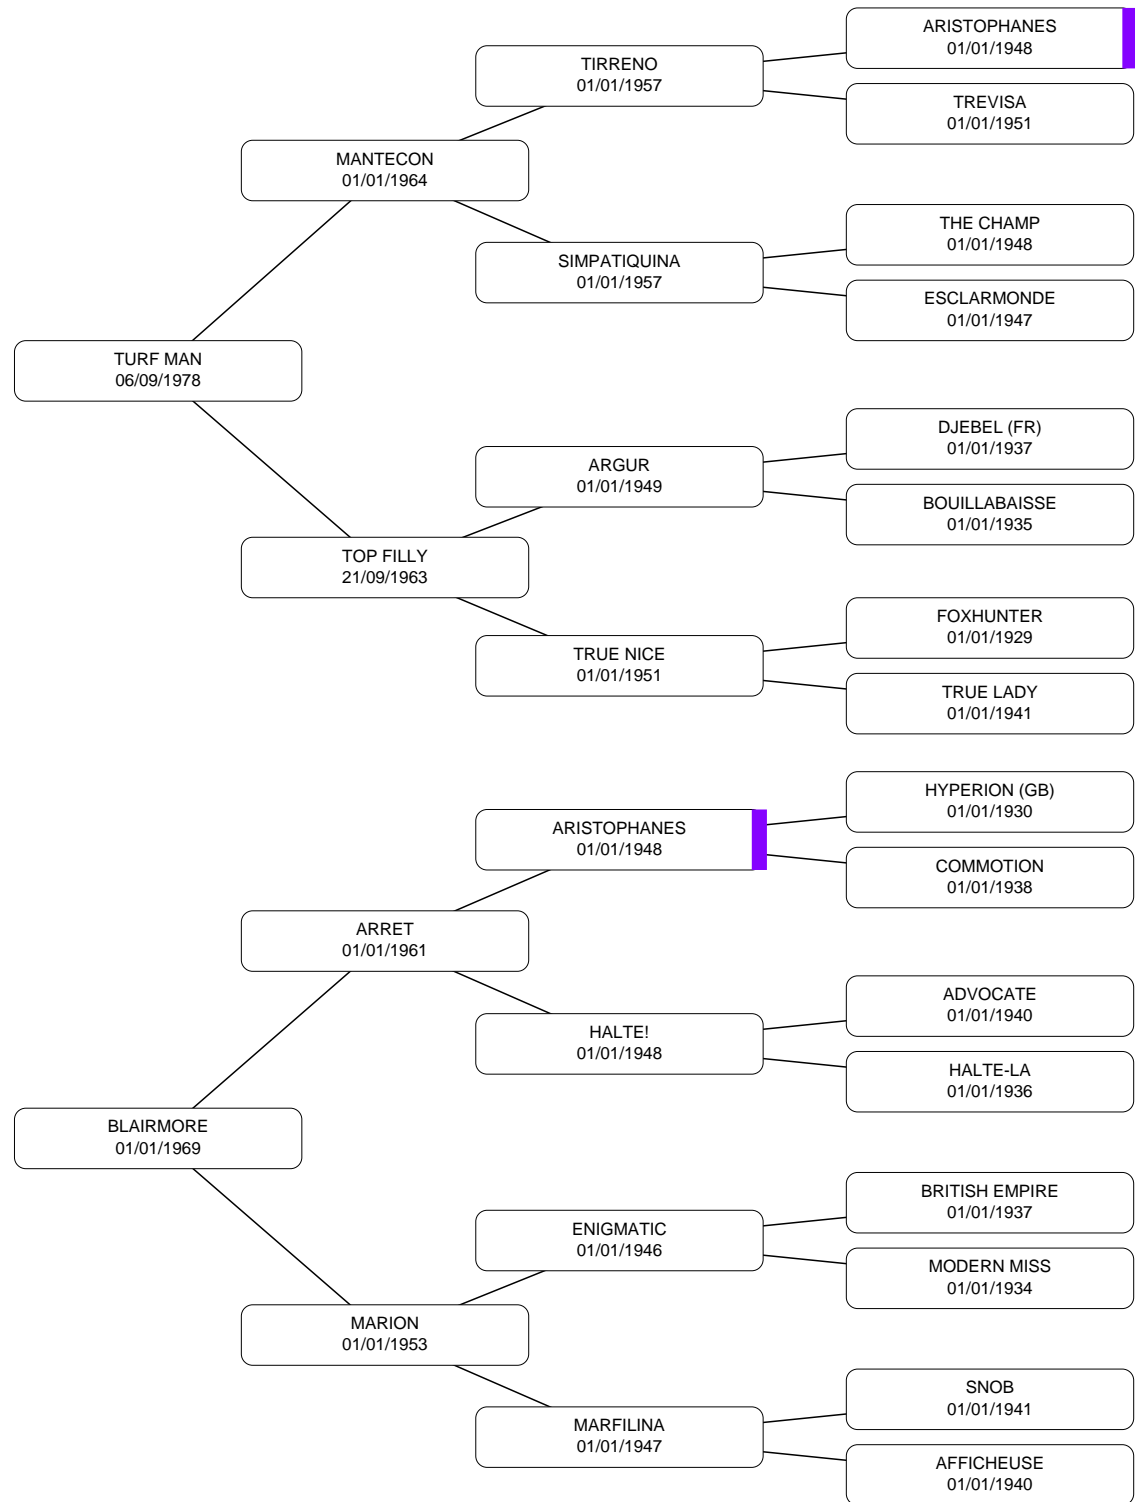 ARISTOPHANES
01/01/1948
TIRRENO
01/01/1957
TREVISA
01/01/1951
MANTECON
01/01/1964
THE CHAMP
01/01/1948
SIMPATIQUINA
01/01/1957
ESCLARMONDE
01/01/1947
TURF MAN
06/09/1978
DJEBEL (FR)
01/01/1937
ARGUR
01/01/1949
BOUILLABAISSE
01/01/1935
TOP FILLY
21/09/1963
FOXHUNTER
01/01/1929
TRUE NICE
01/01/1951
TRUE LADY
01/01/1941
HYPERION (GB)
01/01/1930
ARISTOPHANES
01/01/1948
COMMOTION
01/01/1938
ARRET
01/01/1961
ADVOCATE
01/01/1940
HALTE!
01/01/1948
HALTE-LA
01/01/1936
BLAIRMORE
01/01/1969
BRITISH EMPIRE
01/01/1937
ENIGMATIC
01/01/1946
MODERN MISS
01/01/1934
MARION
01/01/1953
SNOB
01/01/1941
MARFILINA
01/01/1947
AFFICHEUSE
01/01/1940